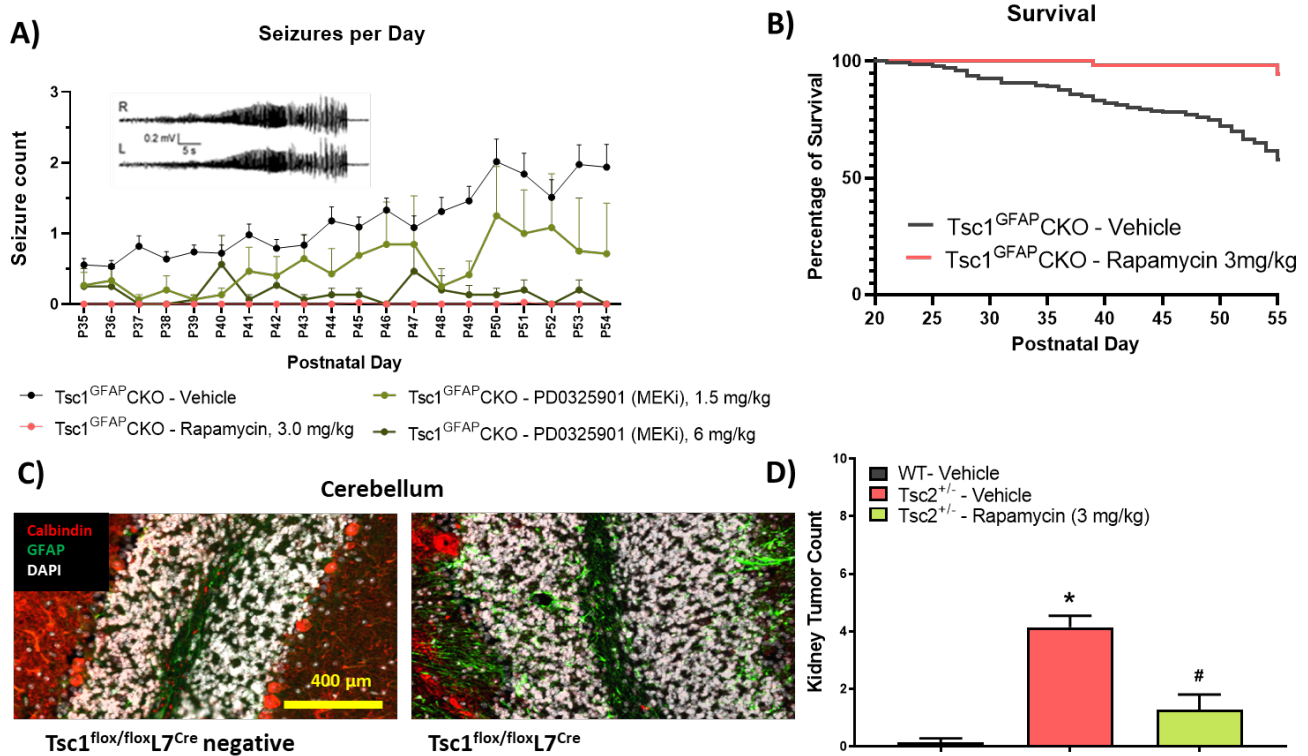 A)
Seizures per Day
Seizure count
3
2
1
0
R
0.2 mV
5 s
L
P35 P36 P37 P38 P39 P40 P41 P42 P43 P44 P45 P46 P47 P48 P49 P50 P51 P52 P53 P54
Postnatal Day
Tsc1GFAPCKO - Vehicle
Tsc1GFAPCKO - Rapamycin, 3.0 mg/kg
Tsc1GFAPCKO - PD0325901 (MEKi), 1.5 mg/kg
Tsc1GFAPCKO - PD0325901 (MEKi), 6 mg/kg
B)
Survival
Percentage of Survival
100
50
0
Tsc1GFAPCKO - Vehicle
Tsc1GFAPCKO - Rapamycin 3mg/kg
20 25 30 35 40 45 50 55
Postnatal Day
C)
Cerebellum
Calbindin
GFAP
DAPI
400 µm
Tsc1flox/floxL7Cre negative
Tsc1flox/floxL7Cre
D)
WT- Vehicle
Tsc2+/- - Vehicle
Tsc2+/- - Rapamycin (3 mg/kg)
Kidney Tumor Count
10
8
6
4
2
0
*
#